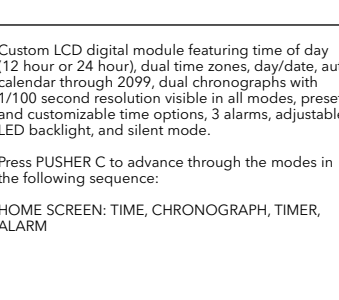 Custom LCD digital module featuring time of day
(12 hour or 24 hour), dual time zones, day/date,
calendar through 2099, dual chronographs with
1/100 second resolution visible in all modes,
and customizable time options, 3 alarms,
LED backlight, and silent mode.
Press PUSHER C to advance through the modes in
the following sequence:
HOME SCREEN: TIME, CHRONOGRAPH, TIMER,
ALARM